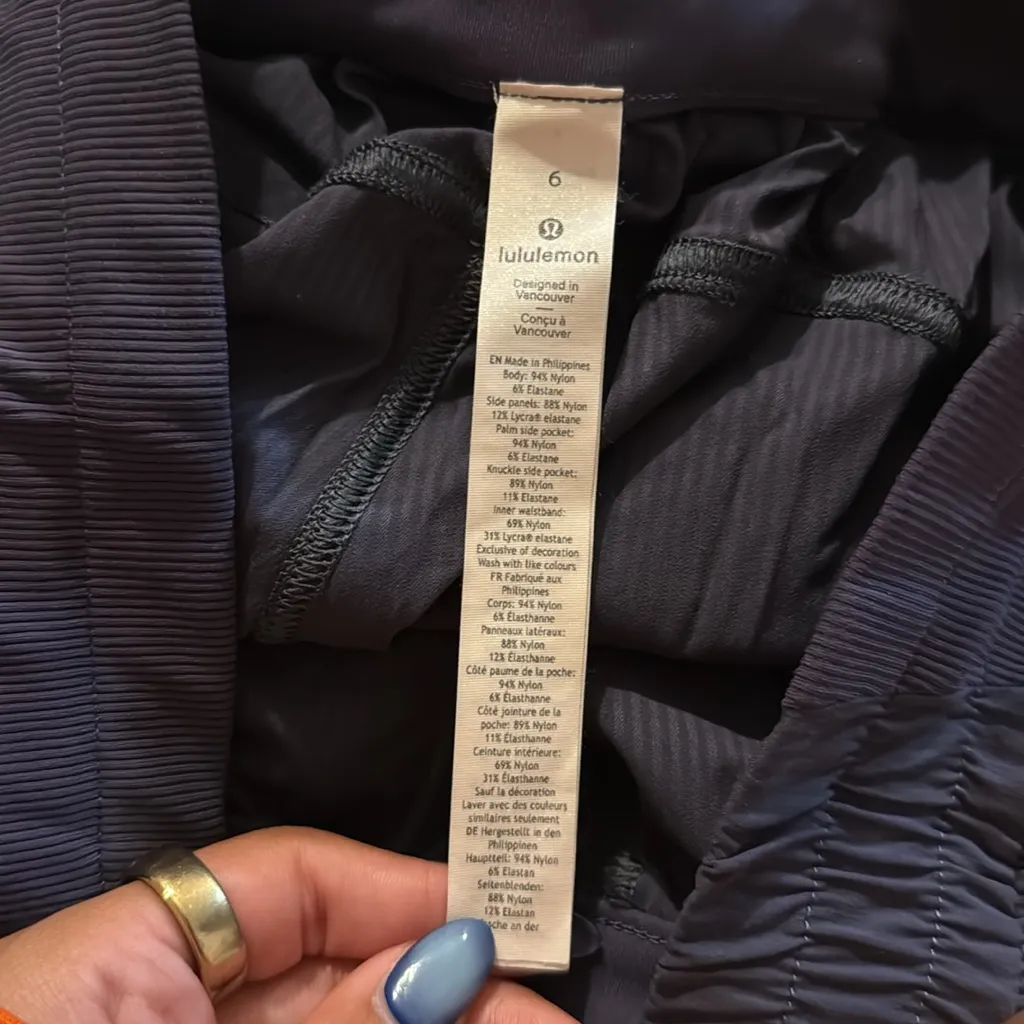 6
lululemon
Designed in
Vancouver
Conçu à
Vancouver
EN Made in Philippines
Body: 94% Nylon
6% Elastane
Side panels: 88% Nylon
12% Lycra® elastane
Palm side pocket:
94% Nylon
6% Elastane
Knuckle side pocket:
89% Nylon
11% Elastane
Inner waistband:
69% Nylon
31% Lycra® elastane
Exclusive of decoration
Wash with like colours
FR Fabriqué aux
Philippines
Corps: 94% Nylon
6% Élasthanne
Panneaux latéraux:
88% Nylon
12% Élasthanne
Côté paume de la poche:
94% Nylon
6% Élasthanne
Côté jointure de la
poche: 89% Nylon
11% Élasthanne
Ceinture intérieure:
69% Nylon
31% Élasthanne
Sauf la décoration
Laver avec des couleurs
similaires seulement
DE Hergestellt in den
Philippinen
Hauptteil: 94% Nylon
6% Elastan
Seitenblenden:
88% Nylon
12% Elastan
an der